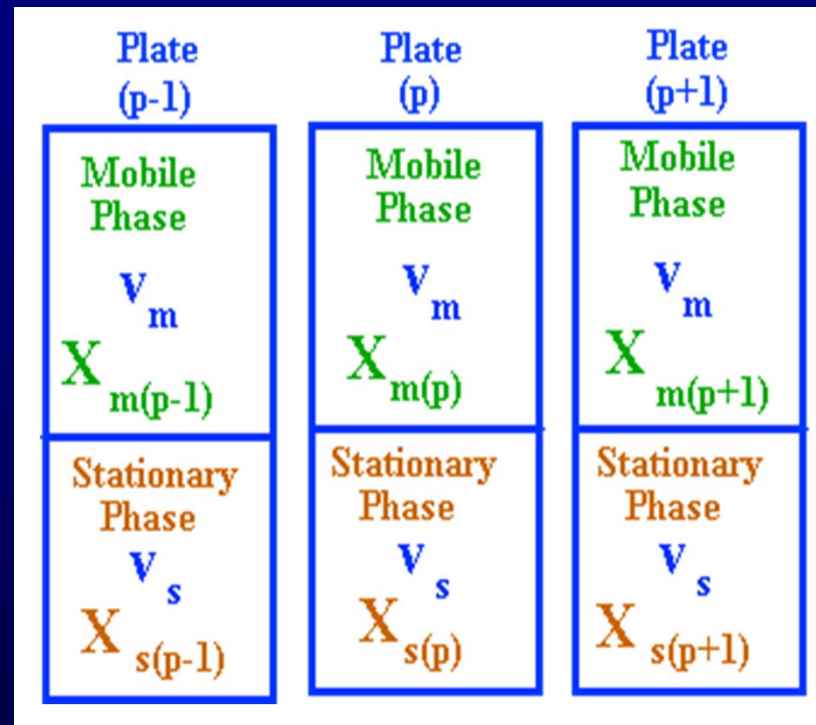 Plate
(p-1)
Mobile
Phase
v m
X m(p-1)
Stationary
Phase
v s
X s(p-1)
Plate
(p)
Mobile
Phase
v m
X m(p)
Stationary
Phase
v s
X s(p)
Plate
(p+1)
Mobile
Phase
v m
X m(p+1)
Stationary
Phase
v s
X s(p+1)